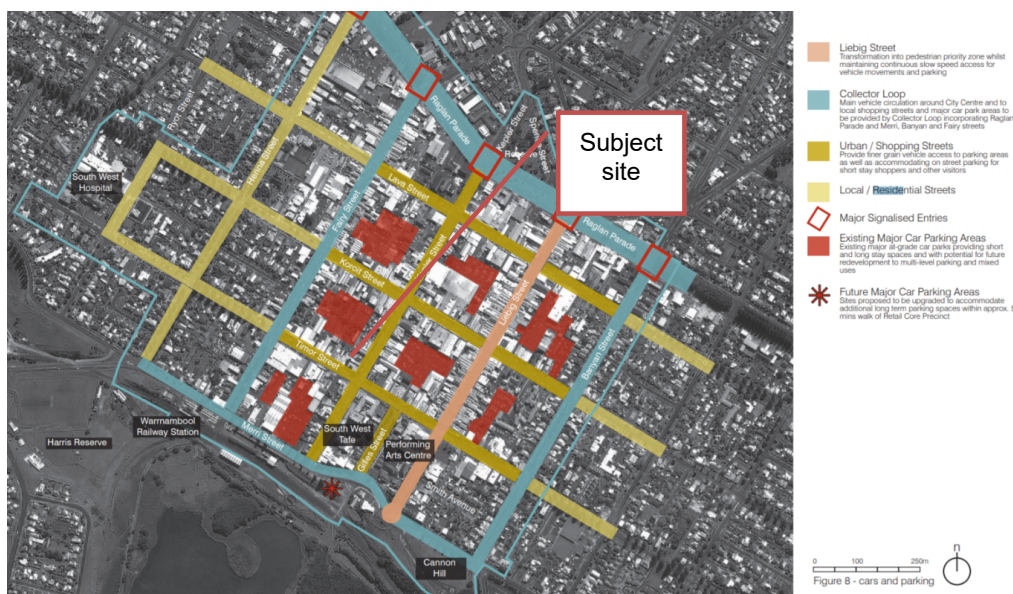 Raglan Parade
Subject
site
Raglan Parade
South West
Hospital
Lava Street
Fairy Street
Koroit Street
Liebig Street
Timor Street
Banyan Street
Warrnambool
Railway Station
Harris Reserve
Merri Street
South West
Tafe
Giles Street
Performing
Arts Centre
Smith Avenue
Cannon
Hill
Liebig Street
Transformation into pedestrian priority zone whilst
maintaining continuous slow speed access for
vehicle movements and parking
Collector Loop
Main vehicle circulation around City Centre and to
local shopping streets and major car park areas to
be provided by Collector Loop incorporating Raglan
Parade and Merri, Banyan and Fairy streets
Urban / Shopping Streets
Provide finer grain vehicle access to parking areas
as well as accommodating on street parking for
short stay shoppers and other visitors
Local / Residential Streets
Major Signalised Entries
Existing Major Car Parking Areas
Existing major at-grade car parks providing short
and long stay spaces and with potential for future
redevelopment to multi-level parking and mixed
uses
Future Major Car Parking Areas
Sites proposed to be upgraded to accommodate
additional long term parking spaces within approx. 5
mins walk of Retail Core Precinct
n
0 100 250m
Figure 8 - cars and parking